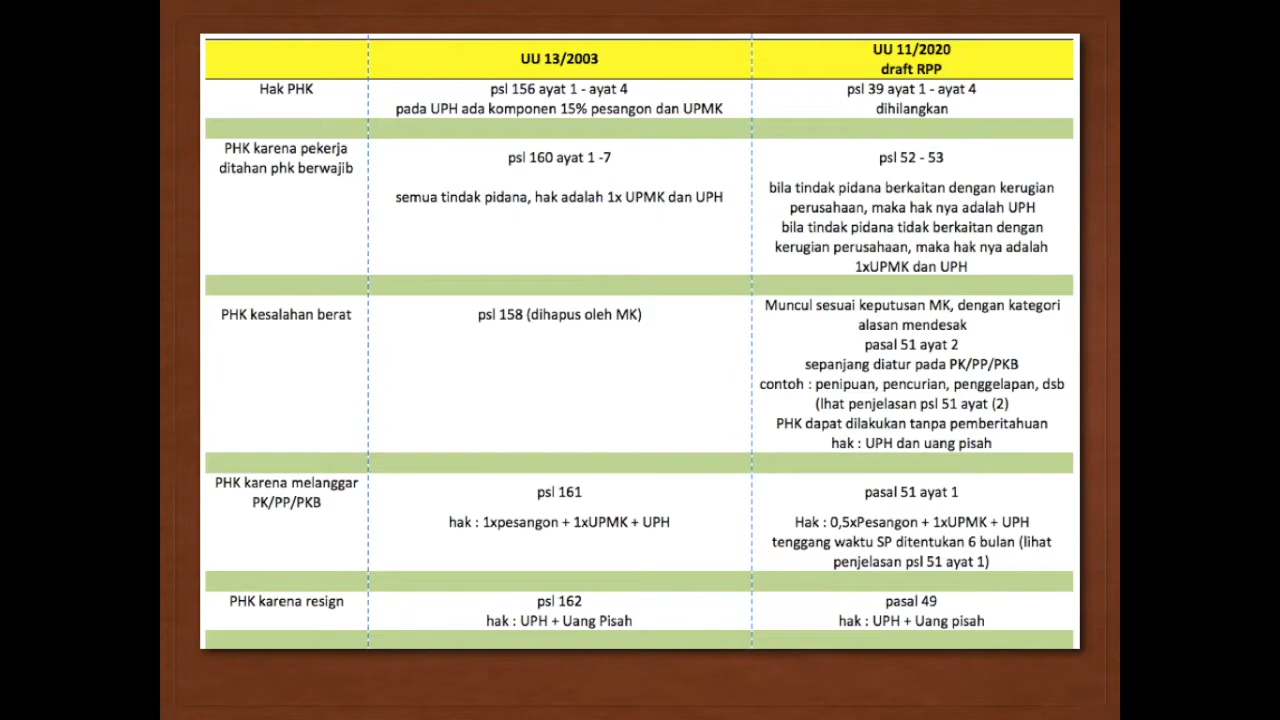 UU 13/2003
UU 11/2020
draft RPP
Hak PHK
psl 156 ayat 1 - ayat 4
pada UPH ada komponen 15% pesangon dan UPMK
psl 39 ayat 1 - ayat 4
dihilangkan
PHK karena pekerja
ditahan phk berwajib
psl 160 ayat 1 -7
semua tindak pidana, hak adalah 1x UPMK dan UPH
psl 52 - 53
bila tindak pidana berkaitan dengan kerugian
perusahaan, maka hak nya adalah UPH
bila tindak pidana tidak berkaitan dengan
kerugian perusahaan, maka hak nya adalah
1xUPMK dan UPH
PHK kesalahan berat
psl 158 (dihapus oleh MK)
Muncul sesuai keputusan MK, dengan kategori
alasan mendesak
pasal 51 ayat 2
sepanjang diatur pada PK/PP/PKB
contoh : penipuan, pencurian, penggelapan, dsb
(lhat penjelasan psl 51 ayat (2)
PHK dapat dilakukan tanpa pemberitahuan
hak : UPH dan uang pisah
PHK karena melanggar
PK/PP/PKB
psl 161
hak : 1xpesangon + 1xUPMK + UPH
pasal 51 ayat 1
Hak : 0,5xPesangon + 1xUPMK + UPH
tenggang waktu SP ditentukan 6 bulan (lihat
penjelasan psl 51 ayat 1)
PHK karena resign
psl 162
hak : UPH + Uang Pisah
pasal 49
hak : UPH + Uang pisah